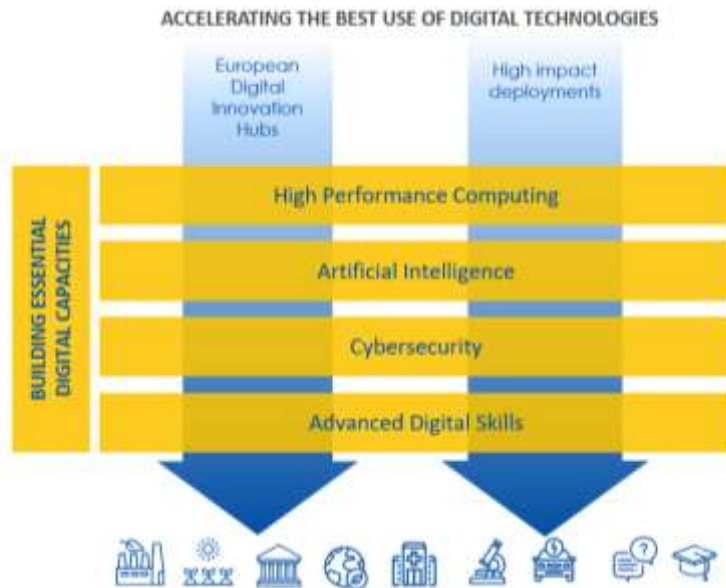 ACCELERATING THE BEST USE OF DIGITAL TECHNOLOGIES
European
Digital
Innovation
Hubs
High impact
deployments
BUILDING ESSENTIAL
DIGITAL CAPACITIES
High Performance Computing
Artificial Intelligence
Cybersecurity
Advanced Digital Skills
?